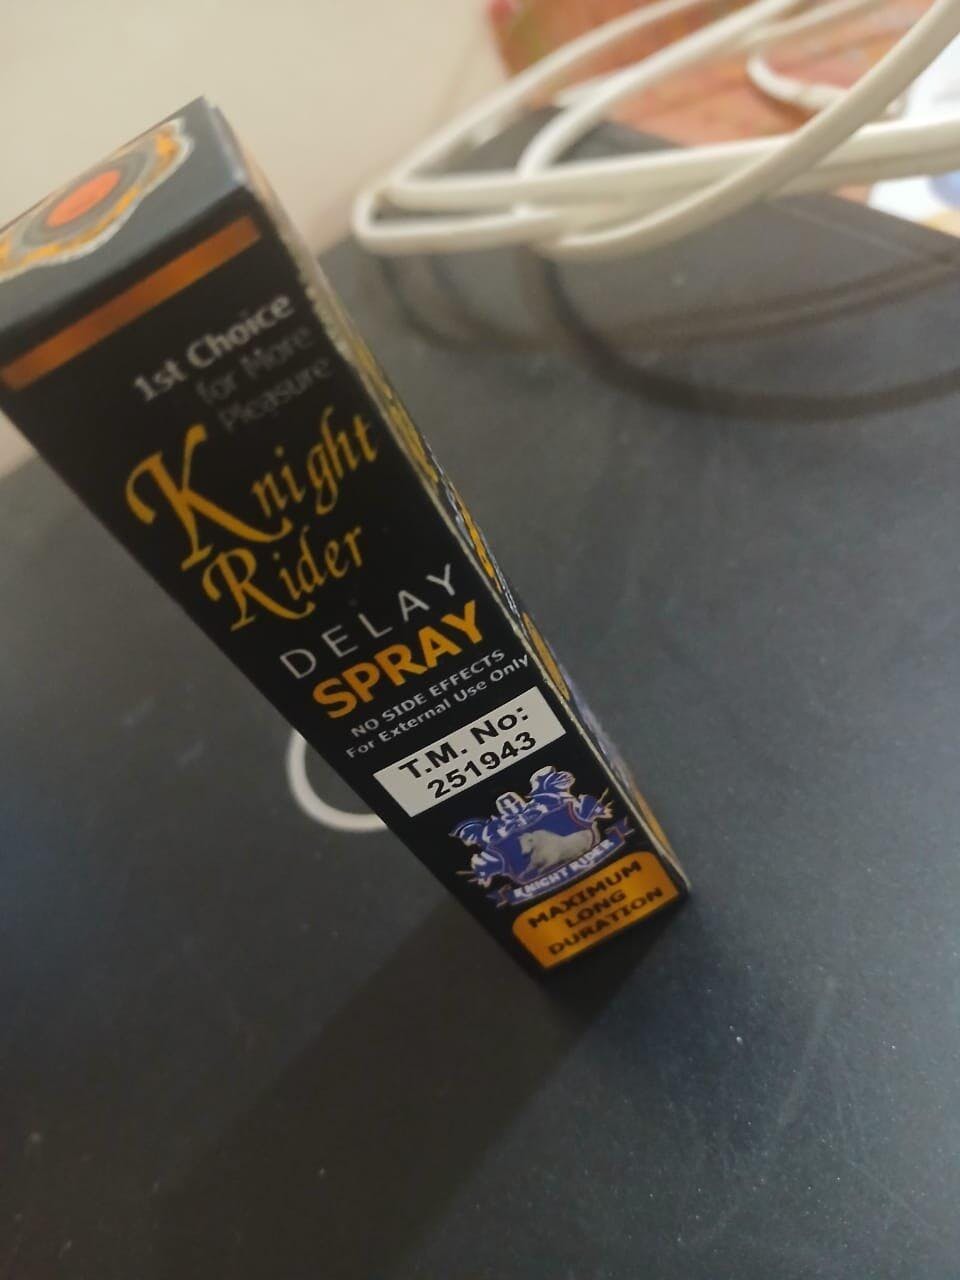 1st Choice
for More
Pleasure
Knight
Rider
DELAY
SPRAY
NO SIDE EFFECTS
For External Use Only
T.M. No:
251943
KNIGHT RIDER
MAXIMUM
LONG
DURATION